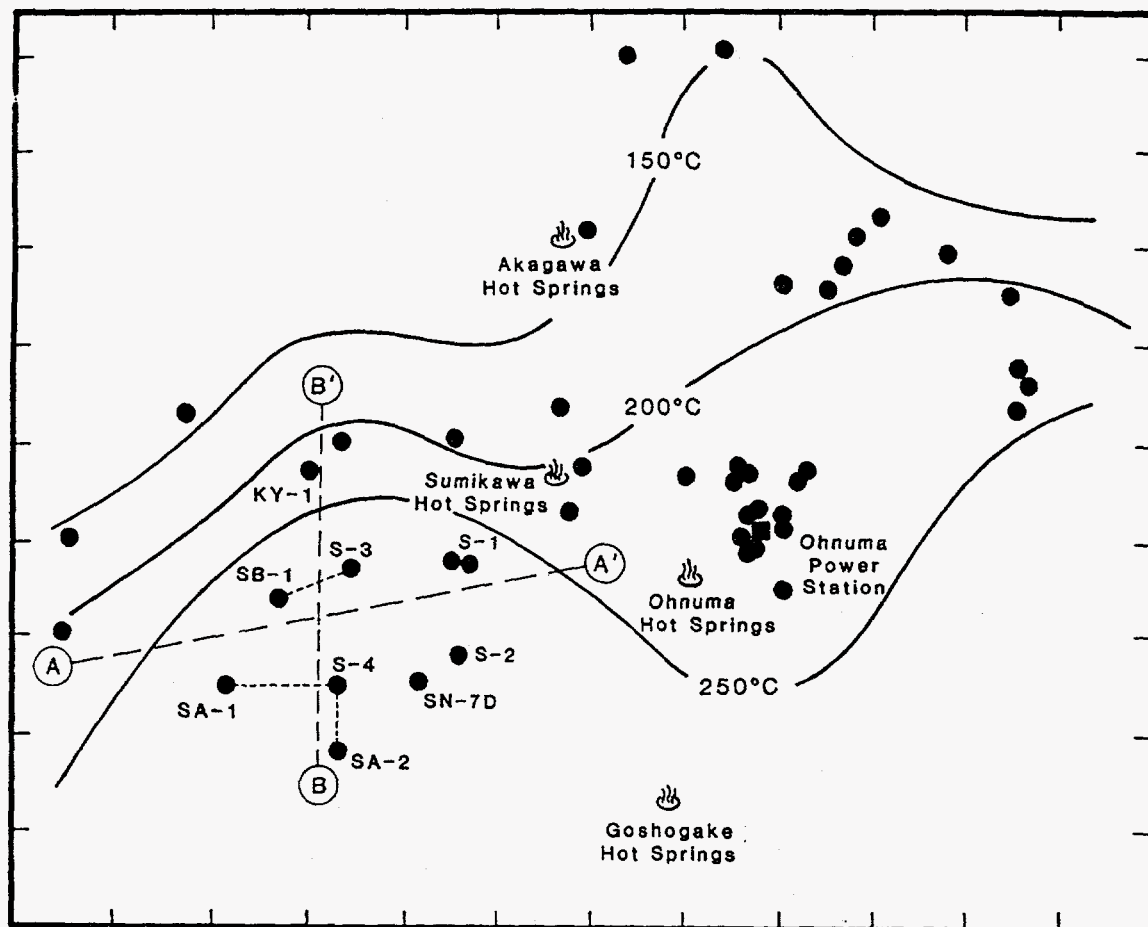 150°C
Akagawa
Hot Springs
B'
200°C
KY-1
Sumikawa
Hot Springs
S-3
S-1
A'
SB-1
Ohnuma
Power
Station
Ohnuma
Hot Springs
A
S-4
S-2
250°C
SA-1
SN-7D
B
SA-2
Goshogake
Hot Springs